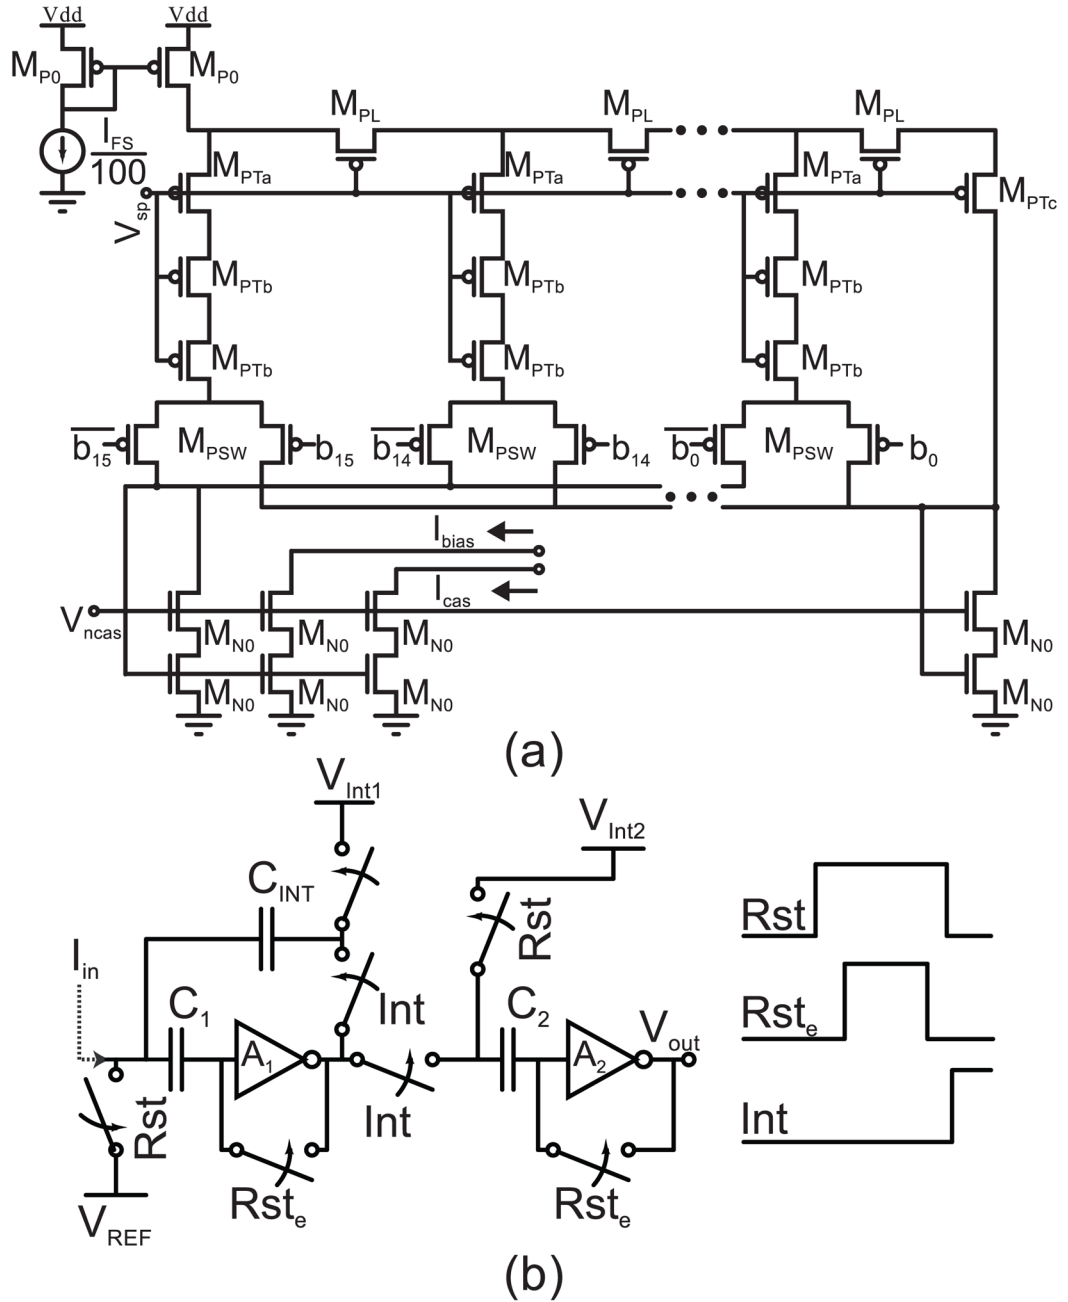 Vdd Vdd
MP0 MP0
MPL MPL MPL
IFS
100
MPTa MPTa MPTa
Vsp
MPTc
MPTb MPTb MPTb
MPTb MPTb MPTb
b15 MPSW b15 b14 MPSW b14 b0 MPSW b0
Ibias
Icas
Vncas
MN0 MN0 MN0 MN0
MN0 MN0 MN0 MN0
(a)
VInt1
VInt2
CINT
Rst
Rst
Iin
Int
C1 C2
Rste
A1 A2 Vout
Rst
Int
Int
Rste Rste
VREF
(b)